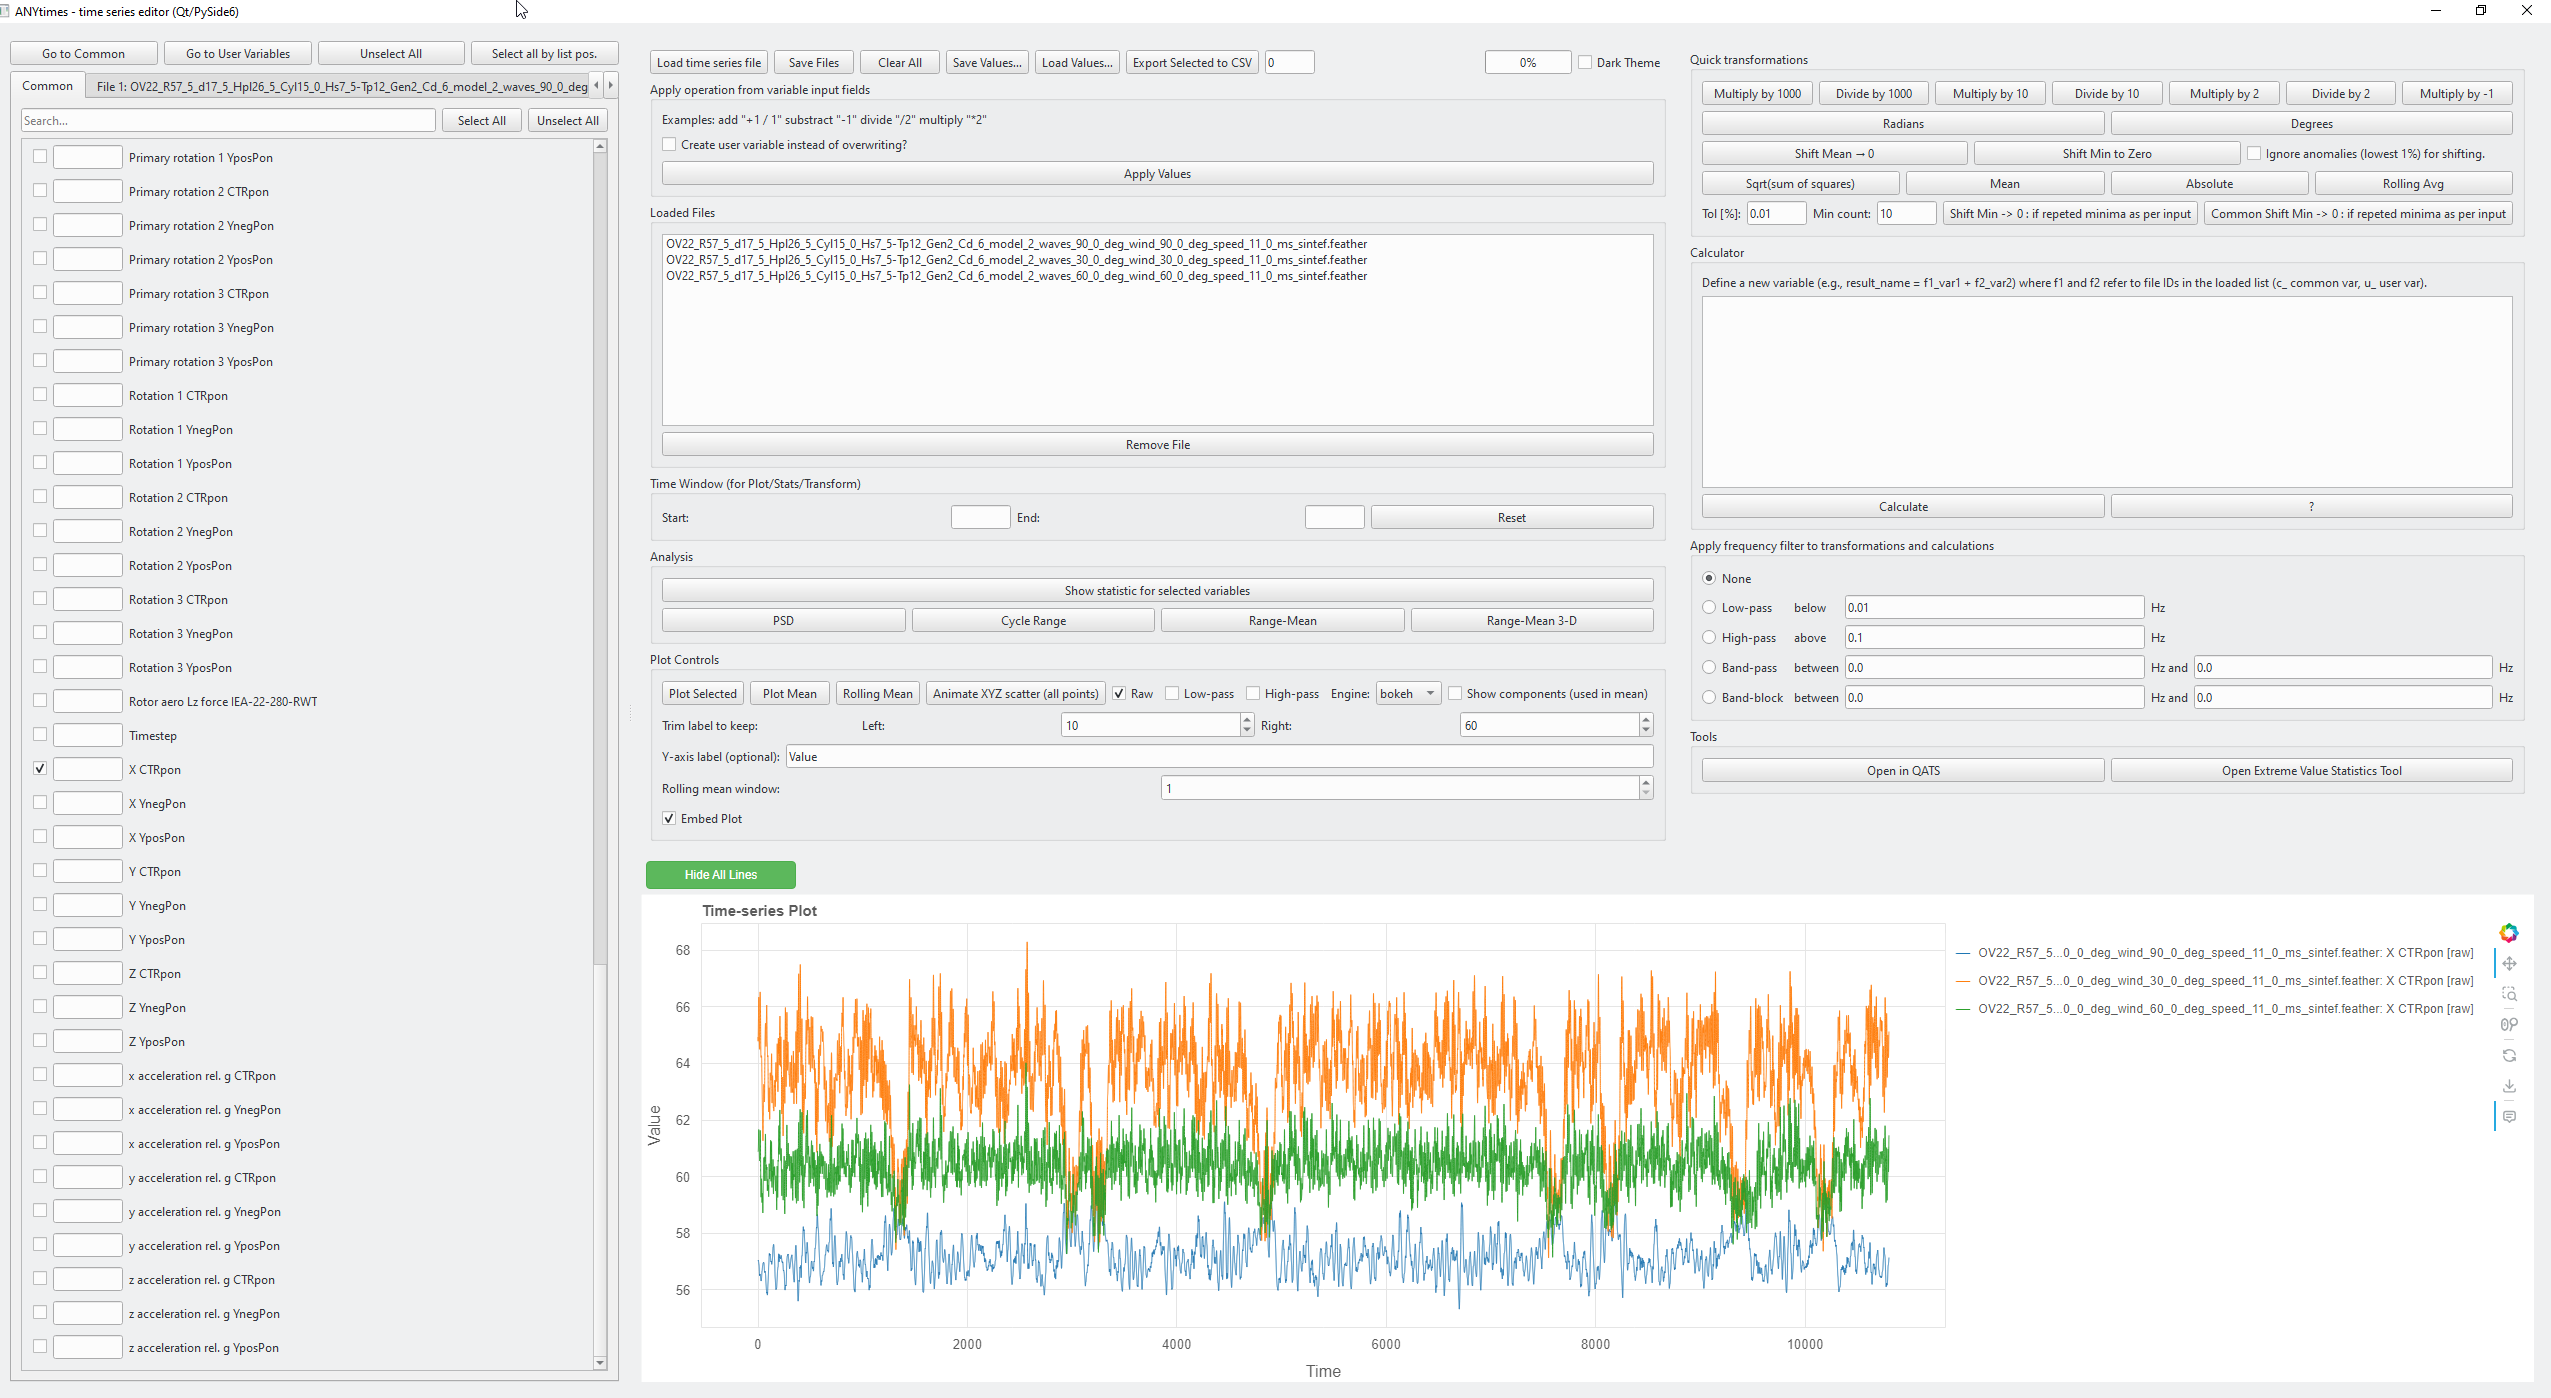 ANYtimes - time series editor (Qt/PySide6)
Go to Common
Go to User Variables
Unselect All
Select all by list pos.
Common
File 1: OV22_R57_5_d17_5_Hpl26_5_Cyl15_0_Hs7_5-Tp12_Gen2_Cd_6_model_2_waves_90_0_deg
Search...
Select All
Unselect All
Primary rotation 1 YposPon
Primary rotation 2 CTRpon
Primary rotation 2 YnegPon
Primary rotation 2 YposPon
Primary rotation 3 CTRpon
Primary rotation 3 YnegPon
Primary rotation 3 YposPon
Rotation 1 CTRpon
Rotation 1 YnegPon
Rotation 1 YposPon
Rotation 2 CTRpon
Rotation 2 YnegPon
Rotation 2 YposPon
Rotation 3 CTRpon
Rotation 3 YnegPon
Rotation 3 YposPon
Rotor aero Lz force IEA-22-280-RWT
Timestep
X CTRpon
X YnegPon
X YposPon
Y CTRpon
Y YnegPon
Y YposPon
Z CTRpon
Z YnegPon
Z YposPon
x acceleration rel. g CTRpon
x acceleration rel. g YnegPon
x acceleration rel. g YposPon
y acceleration rel. g CTRpon
y acceleration rel. g YnegPon
y acceleration rel. g YposPon
z acceleration rel. g CTRpon
z acceleration rel. g YnegPon
z acceleration rel. g YposPon
Load time series file
Save Files
Clear All
Save Values...
Load Values...
Export Selected to CSV
0
0%
Dark Theme
Apply operation from variable input fields
Examples: add "+1 / 1" substract "-1" divide "/2" multiply "*2"
Create user variable instead of overwriting?
Apply Values
Loaded Files
OV22_R57_5_d17_5_Hpl26_5_Cyl15_0_Hs7_5-Tp12_Gen2_Cd_6_model_2_waves_90_0_deg_wind_90_0_deg_speed_11_0_ms_sintef.feather
OV22_R57_5_d17_5_Hpl26_5_Cyl15_0_Hs7_5-Tp12_Gen2_Cd_6_model_2_waves_30_0_deg_wind_30_0_deg_speed_11_0_ms_sintef.feather
OV22_R57_5_d17_5_Hpl26_5_Cyl15_0_Hs7_5-Tp12_Gen2_Cd_6_model_2_waves_60_0_deg_wind_60_0_deg_speed_11_0_ms_sintef.feather
Remove File
Time Window (for Plot/Stats/Transform)
Start:
End:
Reset
Analysis
Show statistic for selected variables
PSD
Cycle Range
Range-Mean
Range-Mean 3-D
Plot Controls
Plot Selected
Plot Mean
Rolling Mean
Animate XYZ scatter (all points)
Raw
Low-pass
High-pass
Engine:
bokeh
Show components (used in mean)
Trim label to keep:
Left:
10
Right:
60
Y-axis label (optional):
Value
Rolling mean window:
1
Embed Plot
Quick transformations
Multiply by 1000
Divide by 1000
Multiply by 10
Divide by 10
Multiply by 2
Divide by 2
Multiply by -1
Radians
Degrees
Shift Mean → 0
Shift Min to Zero
Ignore anomalies (lowest 1%) for shifting.
Sqrt(sum of squares)
Mean
Absolute
Rolling Avg
Tol [%]:
0.01
Min count:
10
Shift Min -> 0 : if repeted minima as per input
Common Shift Min -> 0 : if repeted minima as per input
Calculator
Define a new variable (e.g., result_name = f1_var1 + f2_var2) where f1 and f2 refer to file IDs in the loaded list (c_ common var, u_ user var).
Calculate
?
Apply frequency filter to transformations and calculations
None
Low-pass
below
0.01
Hz
High-pass
above
0.1
Hz
Band-pass
between
0.0
Hz and
0.0
Hz
Band-block
between
0.0
Hz and
0.0
Hz
Tools
Open in QATS
Open Extreme Value Statistics Tool
Hide All Lines
Time-series Plot
68
66
64
62
60
58
56
Value
0
2000
4000
6000
8000
10000
Time
OV22_R57_5...0_0_deg_wind_90_0_deg_speed_11_0_ms_sintef.feather: X CTRpon [raw]
OV22_R57_5...0_0_deg_wind_30_0_deg_speed_11_0_ms_sintef.feather: X CTRpon [raw]
OV22_R57_5...0_0_deg_wind_60_0_deg_speed_11_0_ms_sintef.feather: X CTRpon [raw]